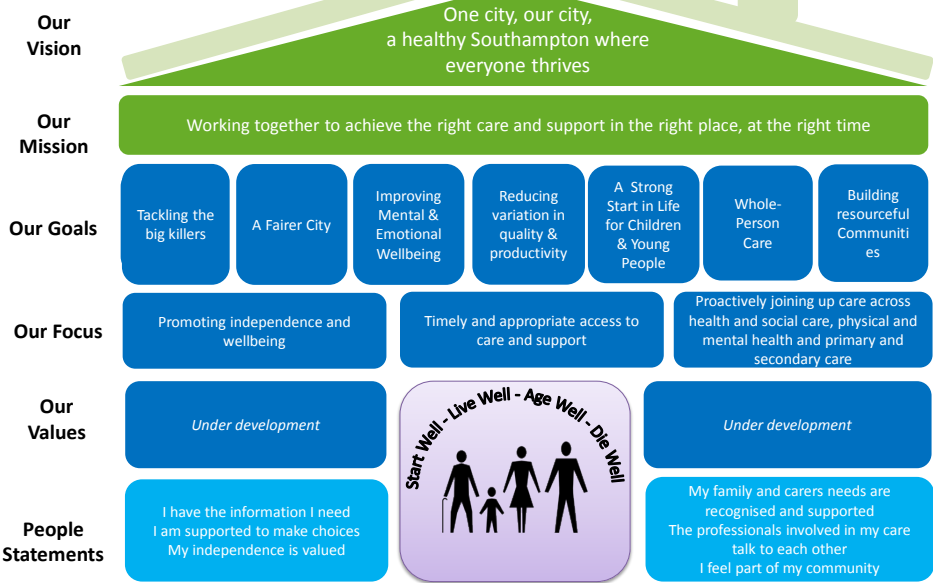 Our
Vision
One city, our city,
a healthy Southampton where
everyone thrives
Our
Mission
Working together to achieve the right care and support in the right place, at the right time
Our Goals
Tackling the
big killers
A Fairer City
Improving
Mental &
Emotional
Wellbeing
Reducing
variation in
quality &
productivity
A Strong
Start in Life
for Children
& Young
People
Whole-
Person
Care
Building
resourceful
Communiti
es
Our Focus
Promoting independence and
wellbeing
Timely and appropriate access to
care and support
Proactively joining up care across
health and social care, physical and
mental health and primary and
secondary care
Our
Values
Under development
Start Well - Live Well - Age Well - Die Well
Under development
People
Statements
I have the information I need
I am supported to make choices
My independence is valued
My family and carers needs are
recognised and supported
The professionals involved in my care
talk to each other
I feel part of my community